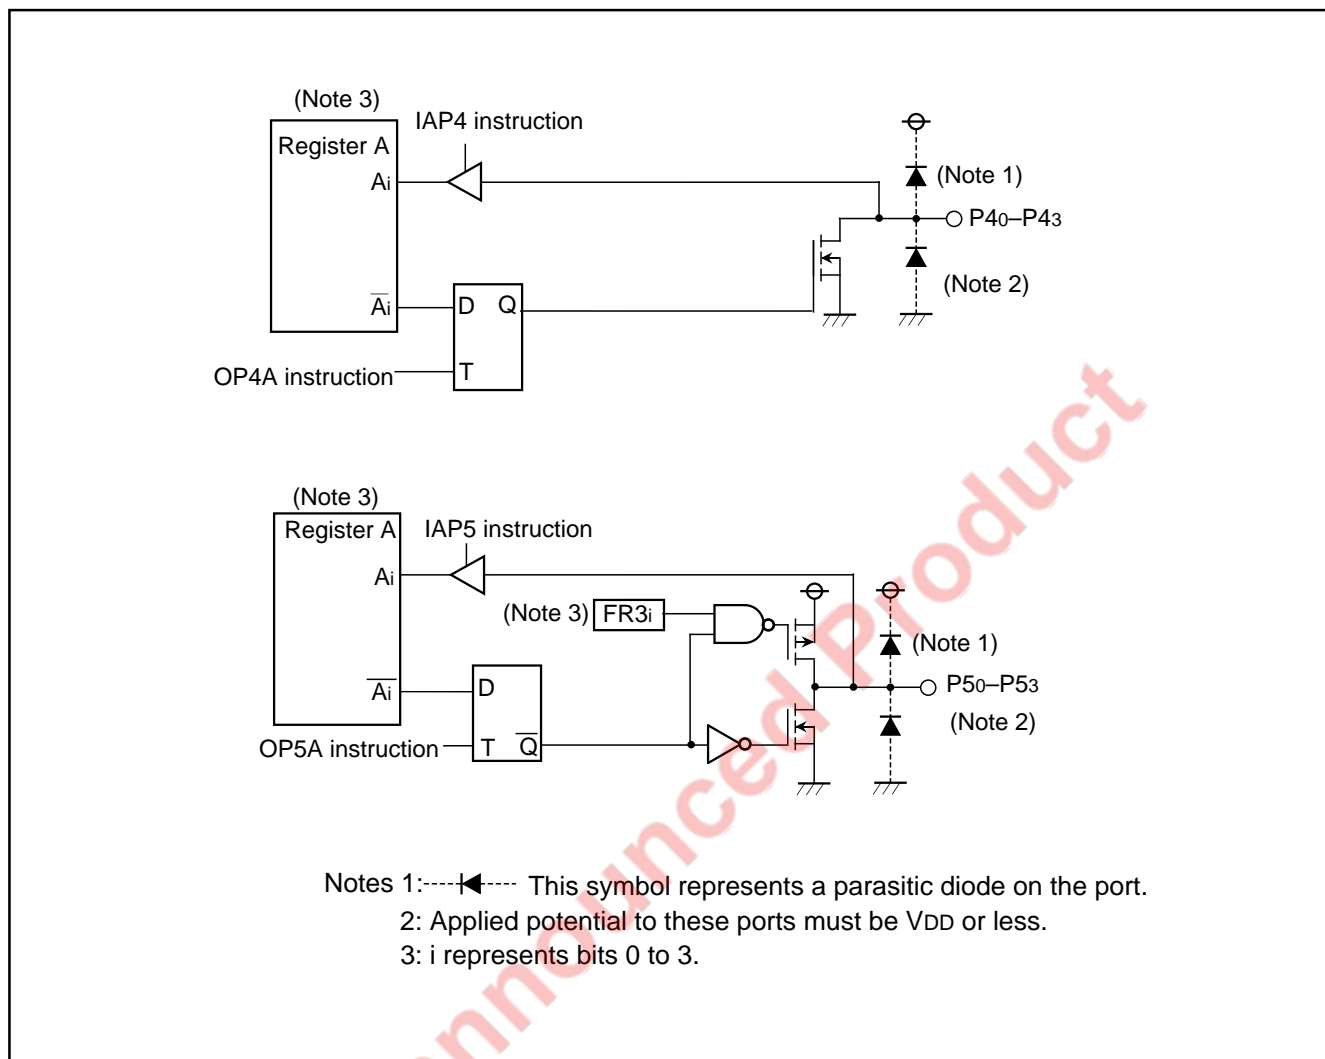 (Note 3)
IAP4 instruction
Register A
Ai
(Note 1)
P40–P43
(Note 2)
Ai
D Q
OP4A instruction
T
(Note 3)
Register A
IAP5 instruction
Ai
(Note 3) FR3i
(Note 1)
P50–P53
Ai
D
(Note 2)
OP5A instruction
T Q
Notes 1: This symbol represents a parasitic diode on the port.
2: Applied potential to these ports must be VDD or less.
3: i represents bits 0 to 3.
nnounced Product